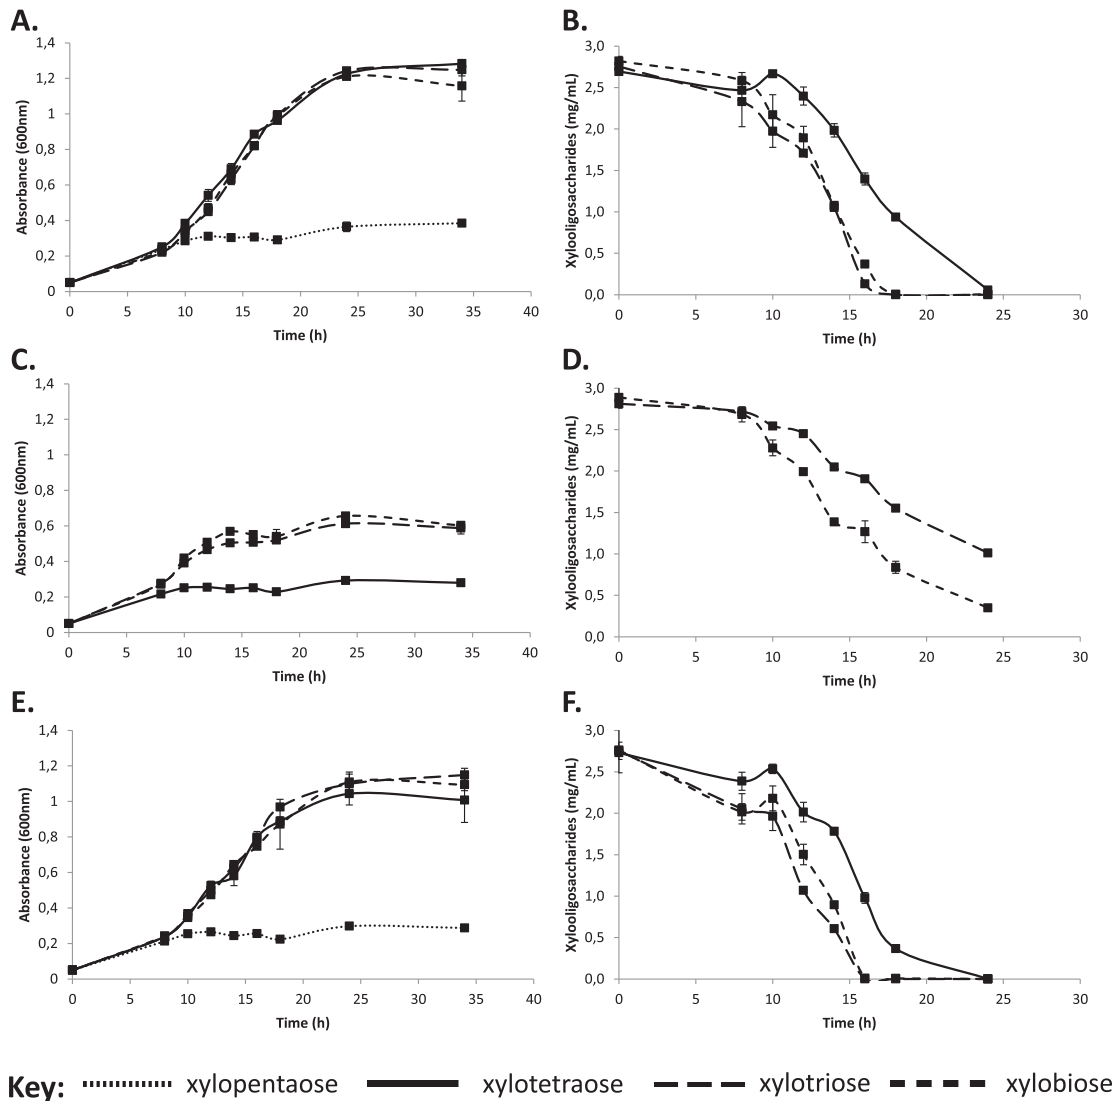 A.
1,4
1,2
1
0,8
0,6
0,4
0,2
0
Absorbance (600nm)
0 5 10 15 20 25 30 35 40
Time (h)
B.
3,0
2,5
2,0
1,5
1,0
0,5
0,0
Xylooligosaccharides (mg/mL)
0 5 10 15 20 25 30
Time (h)
C.
1,4
1,2
1
0,8
0,6
0,4
0,2
0
Absorbance (600nm)
0 5 10 15 20 25 30 35 40
Time (h)
D.
3,0
2,5
2,0
1,5
1,0
0,5
0,0
Xylooligosaccharides (mg/mL)
0 5 10 15 20 25 30
Time (h)
E.
1,4
1,2
1
0,8
0,6
0,4
0,2
0
Absorbance (600nm)
0 5 10 15 20 25 30 35 40
Time (h)
F.
3,0
2,5
2,0
1,5
1,0
0,5
0,0
Xylooligosaccharides (mg/mL)
0 5 10 15 20 25 30
Time (h)
Key: xylopentaose xylotetraose xylotriose xylobiose